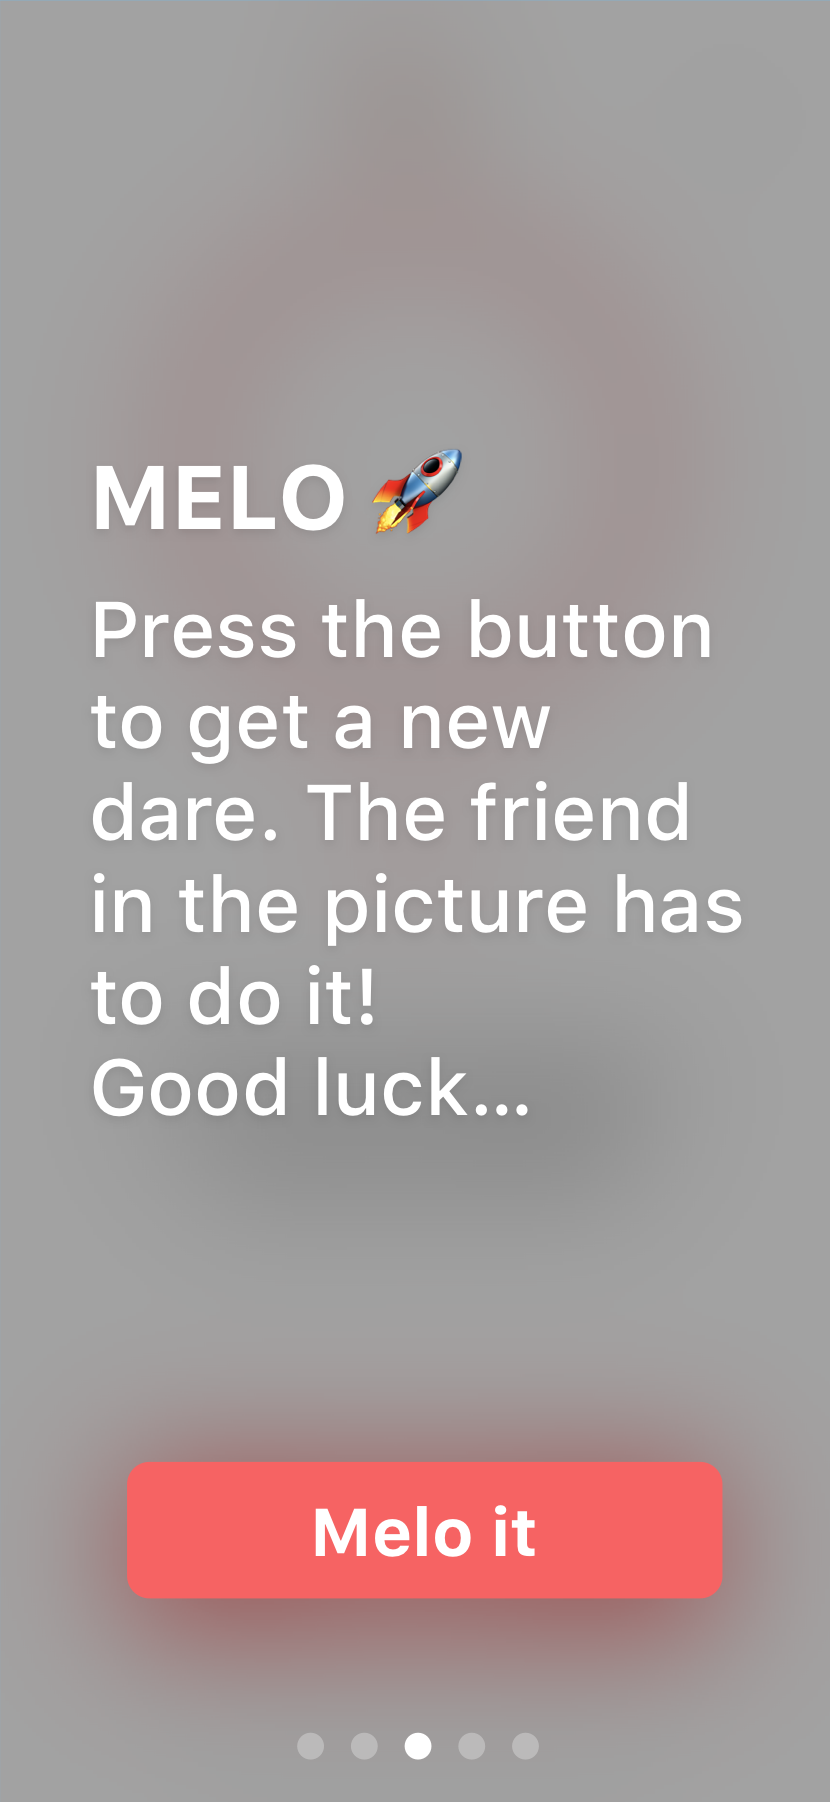 MELO 🚀
Press the button
to get a new
dare. The friend
in the picture has
to do it!
Good luck...
Melo it